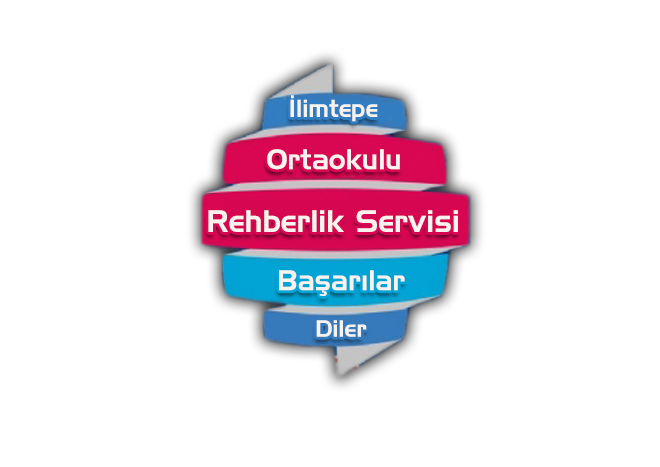 İlimtepe
Ortaokulu
Rehberlik Servisi
Başarılar
Diler